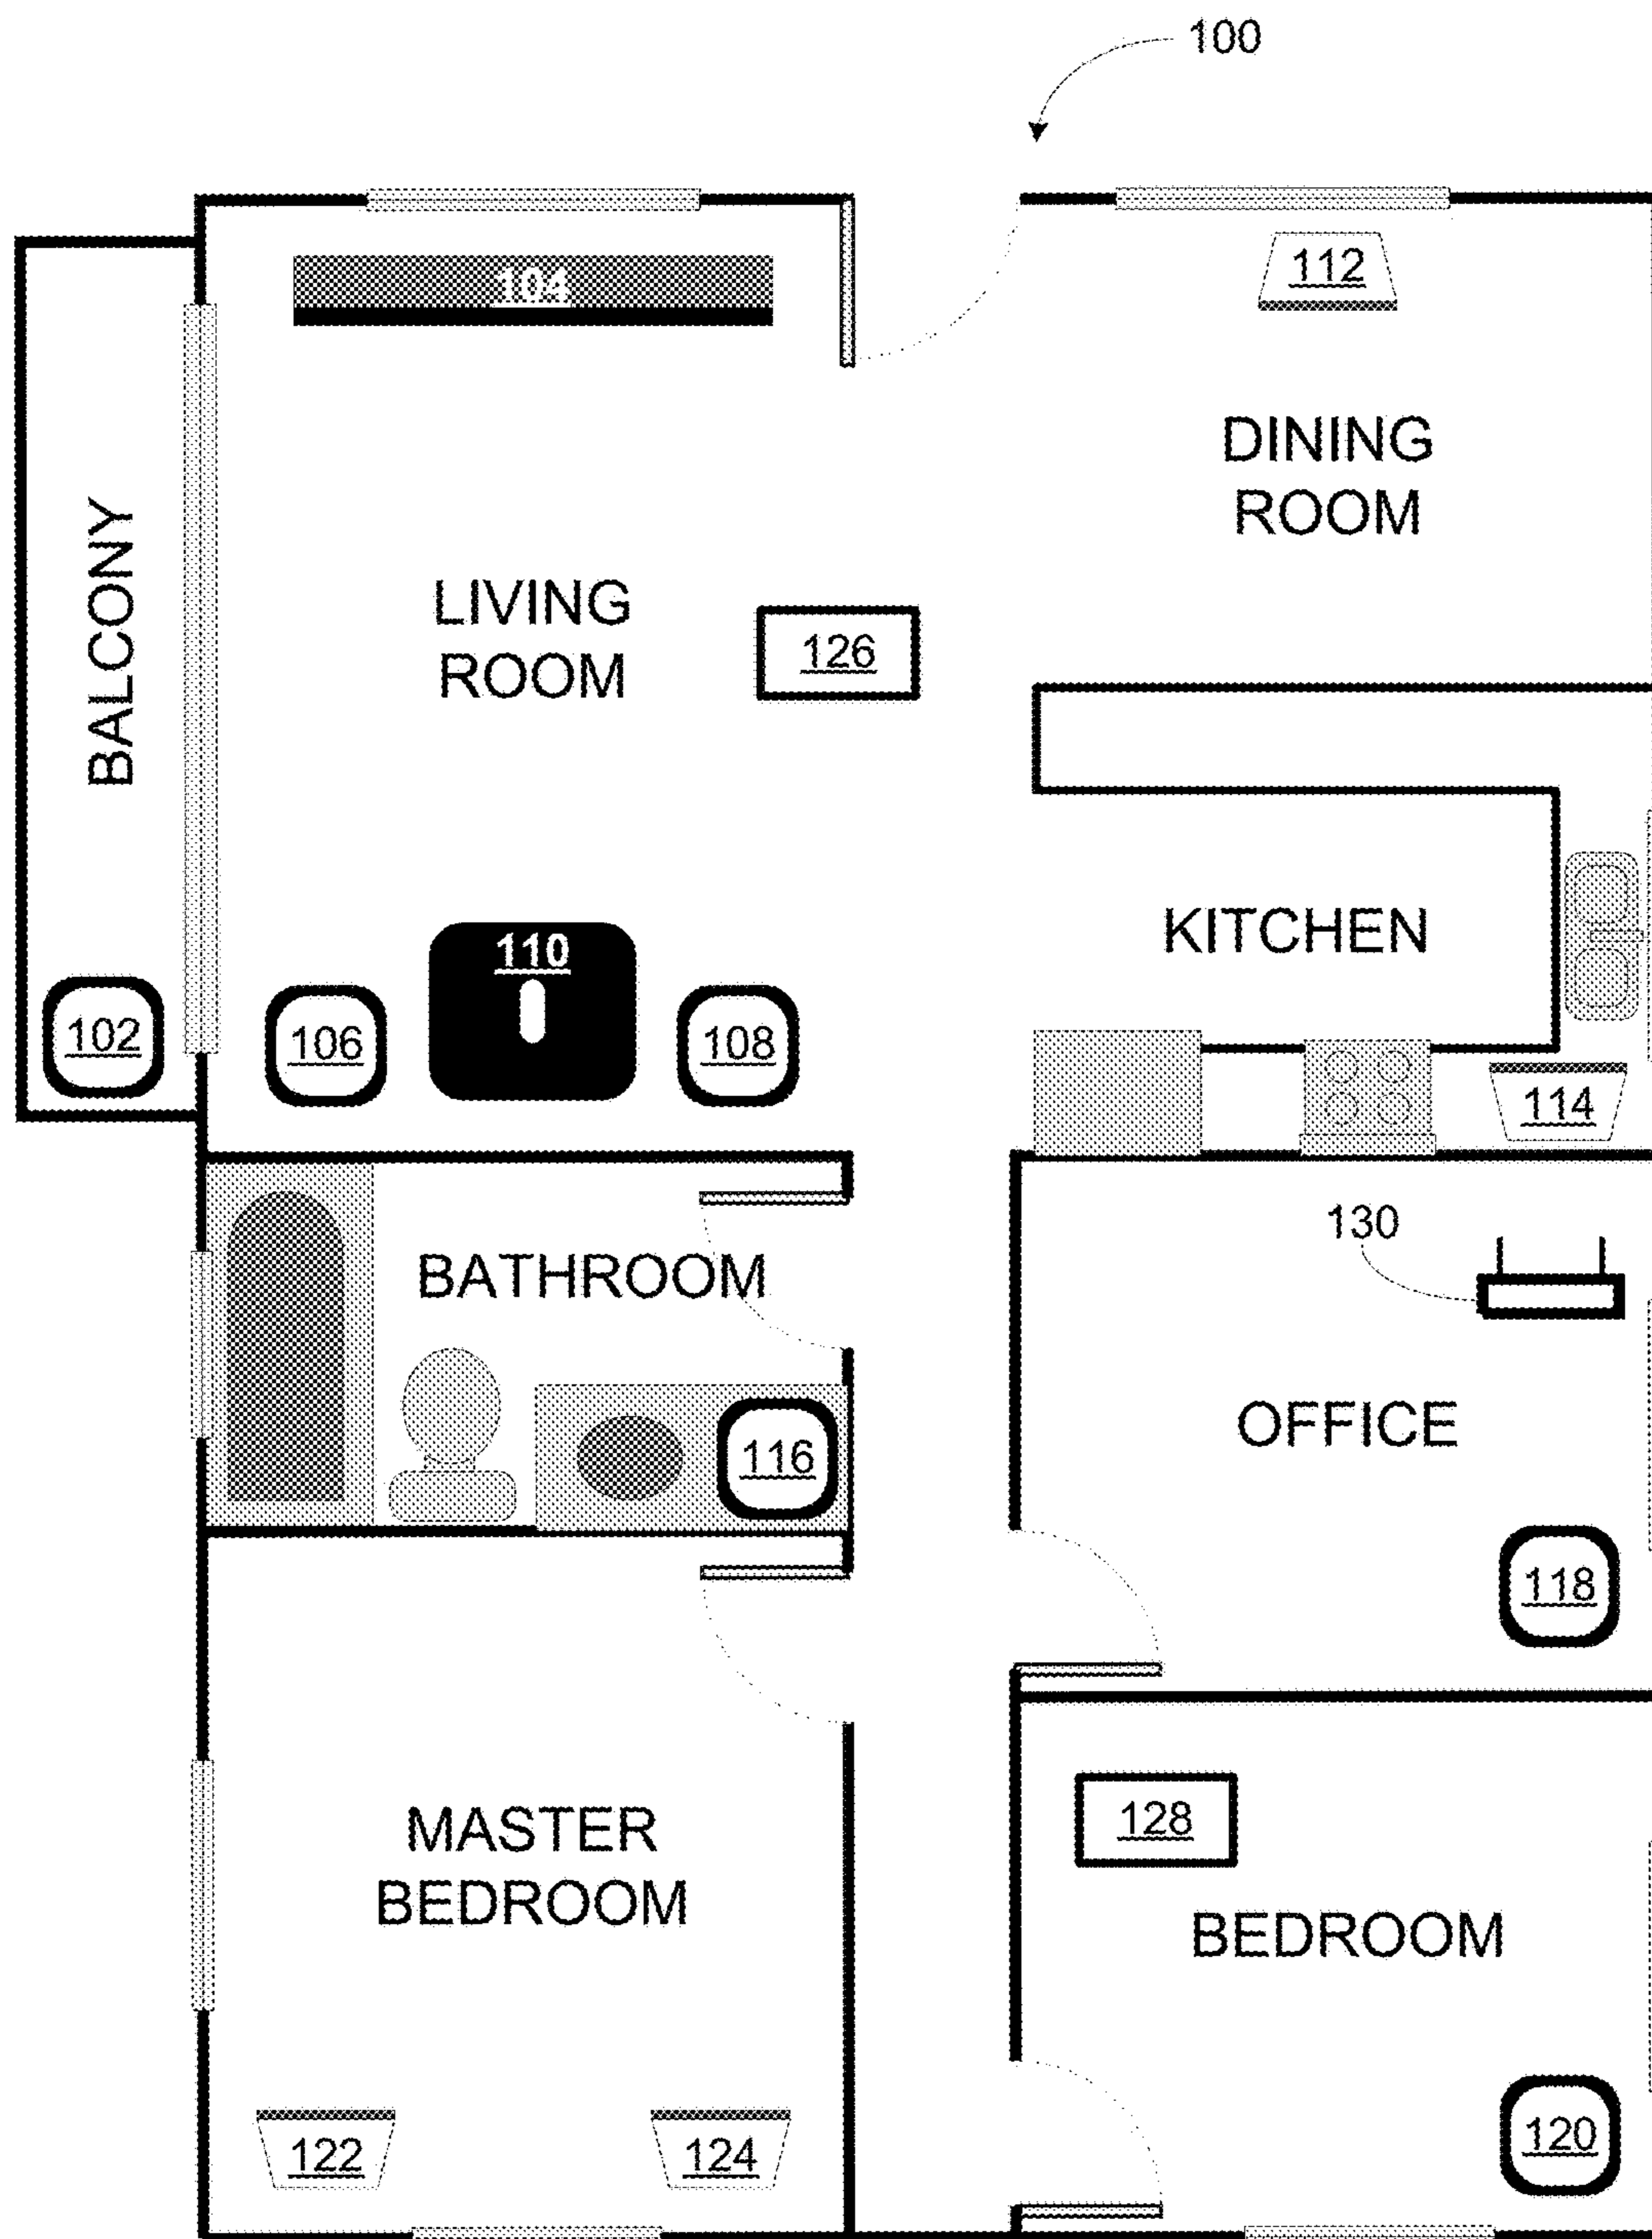 100
104
112
DINING
ROOM
BALCONY
LIVING
ROOM
126
110
KITCHEN
102
106
108
114
130
BATHROOM
OFFICE
116
118
128
MASTER
BEDROOM
BEDROOM
122
124
120